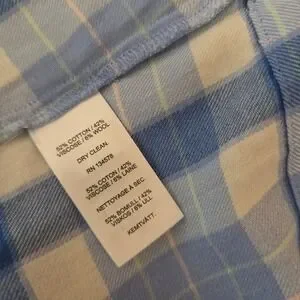 52% COTTON / 42%
VISCOSE / 6% WOOL
DRY CLEAN.
RN 134578
52% COTON / 42%
VISCOSE / 6% LAINE
NETTOYAGE À SEC.
52% BOMULL / 42%
VISKOS / 6% ULL
KEMTVÄTT.